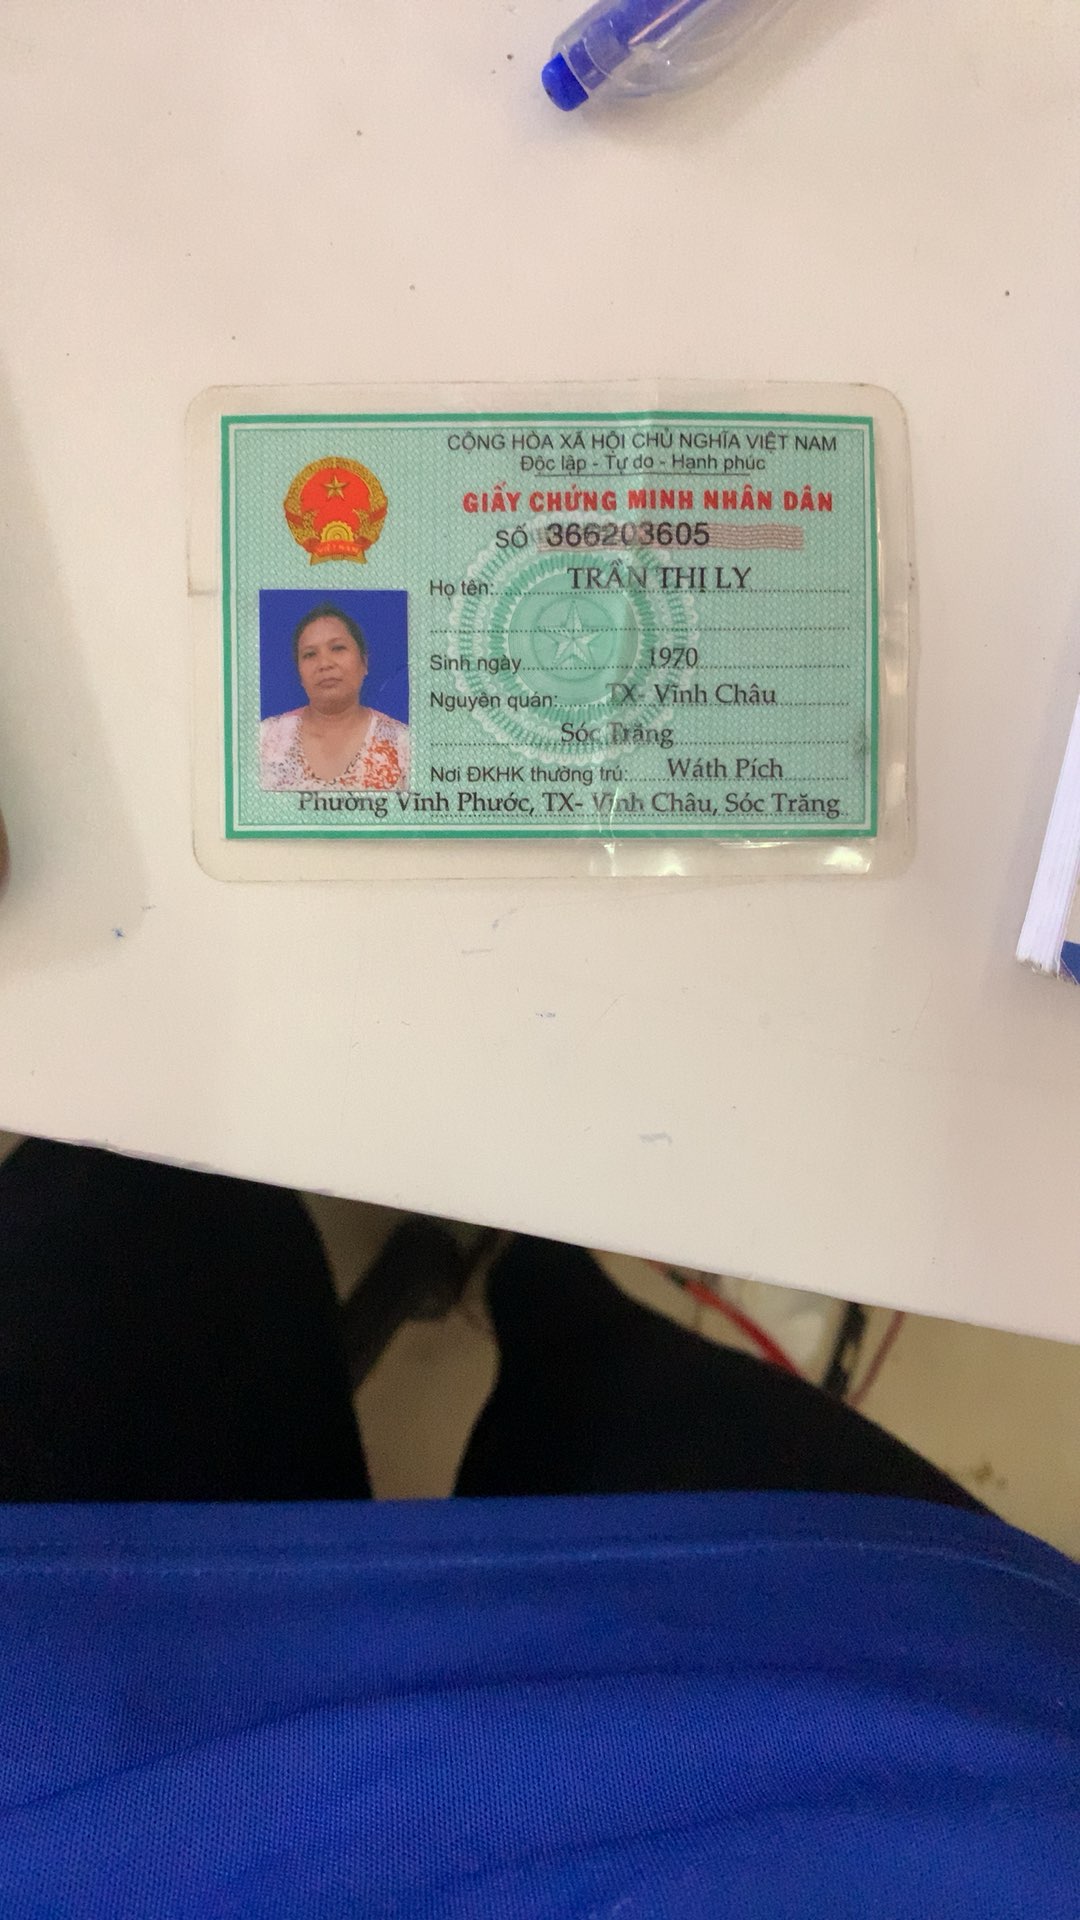 CỘNG HÒA XÃ HỘI CHỦ NGHĨA VIỆT NAM
Độc lập - Tự do - Hạnh phúc
GIẤY CHỨNG MINH NHÂN DÂN
SỐ 366203605
Họ tên: TRẦN THỊ LY
Sinh ngày 1970
Nguyên quán: TX- Vĩnh Châu
Sóc Trăng
Nơi ĐKHK thường trú: Wáth Pích
Phường Vĩnh Phước, TX- Vĩnh Châu, Sóc Trăng
VIỆT NAM